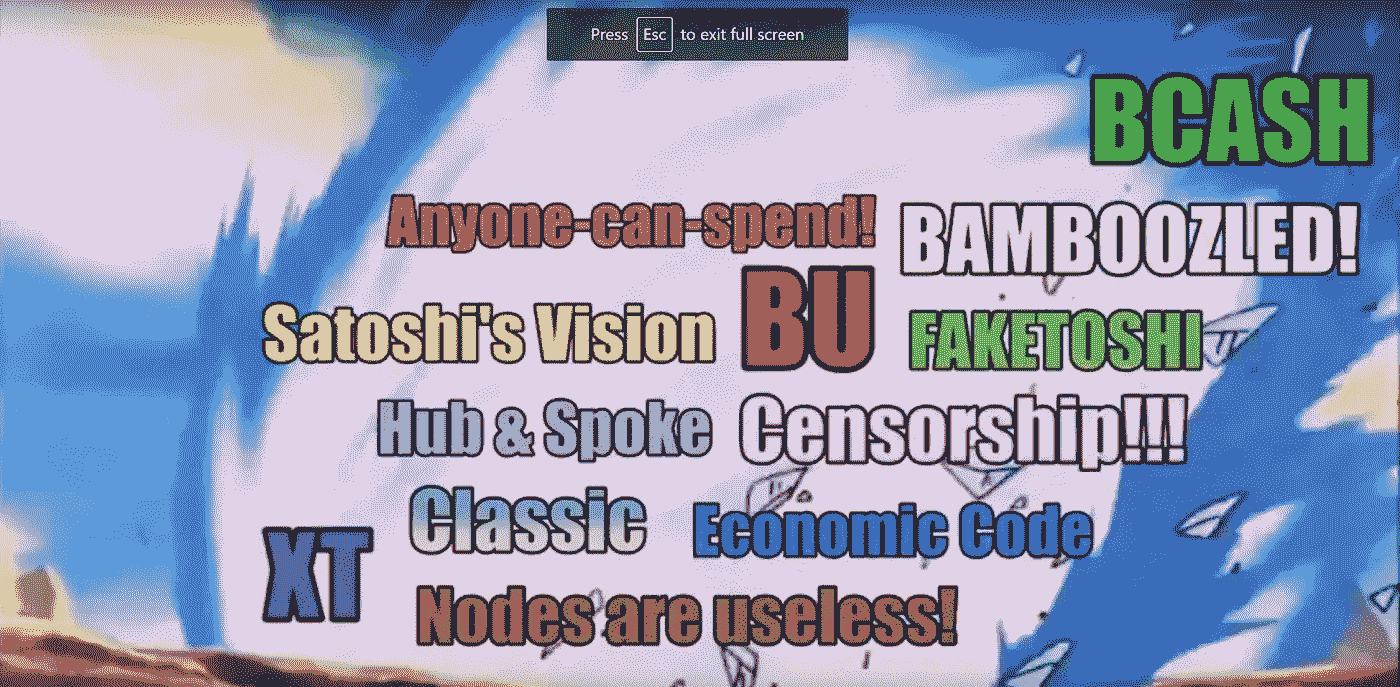 Press Esc to exit full screen
BCASH
Anyone-can-spend!
BAMBOOZLED!
Satoshi's Vision
BU
FAKETOSHI
Hub & Spoke
Censorship!!!
Classic
Economic Code
XT
Nodes are useless!